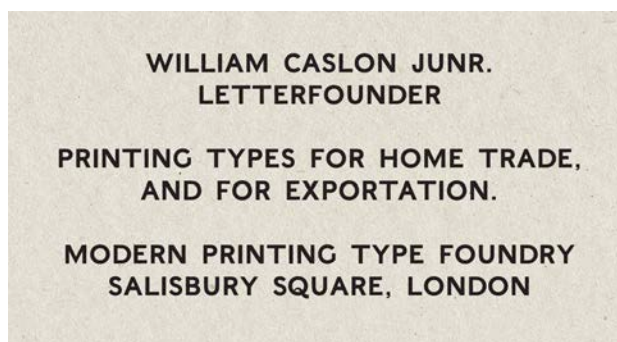 WILLIAM CASLON JUNR.
LETTERFOUNDER
PRINTING TYPES FOR HOME TRADE,
AND FOR EXPORTATION.
MODERN PRINTING TYPE FOUNDRY
SALISBURY SQUARE, LONDON